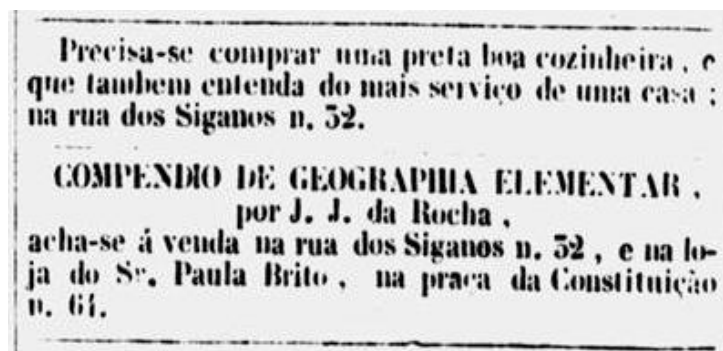 Precisa-se comprar uma preta boa cozinheira, e
que tambem entenda do mais serviço de uma casa;
na rua dos Siganos n. 32.
COMPENDIO DE GEOGRAPHIA ELEMENTAR,
por J. J. da Rocha,
acha-se á venda na rua dos Siganos n. 32, e na lo-
ja do Sr. Paula Brito, na praça da Constituição
n. 64.